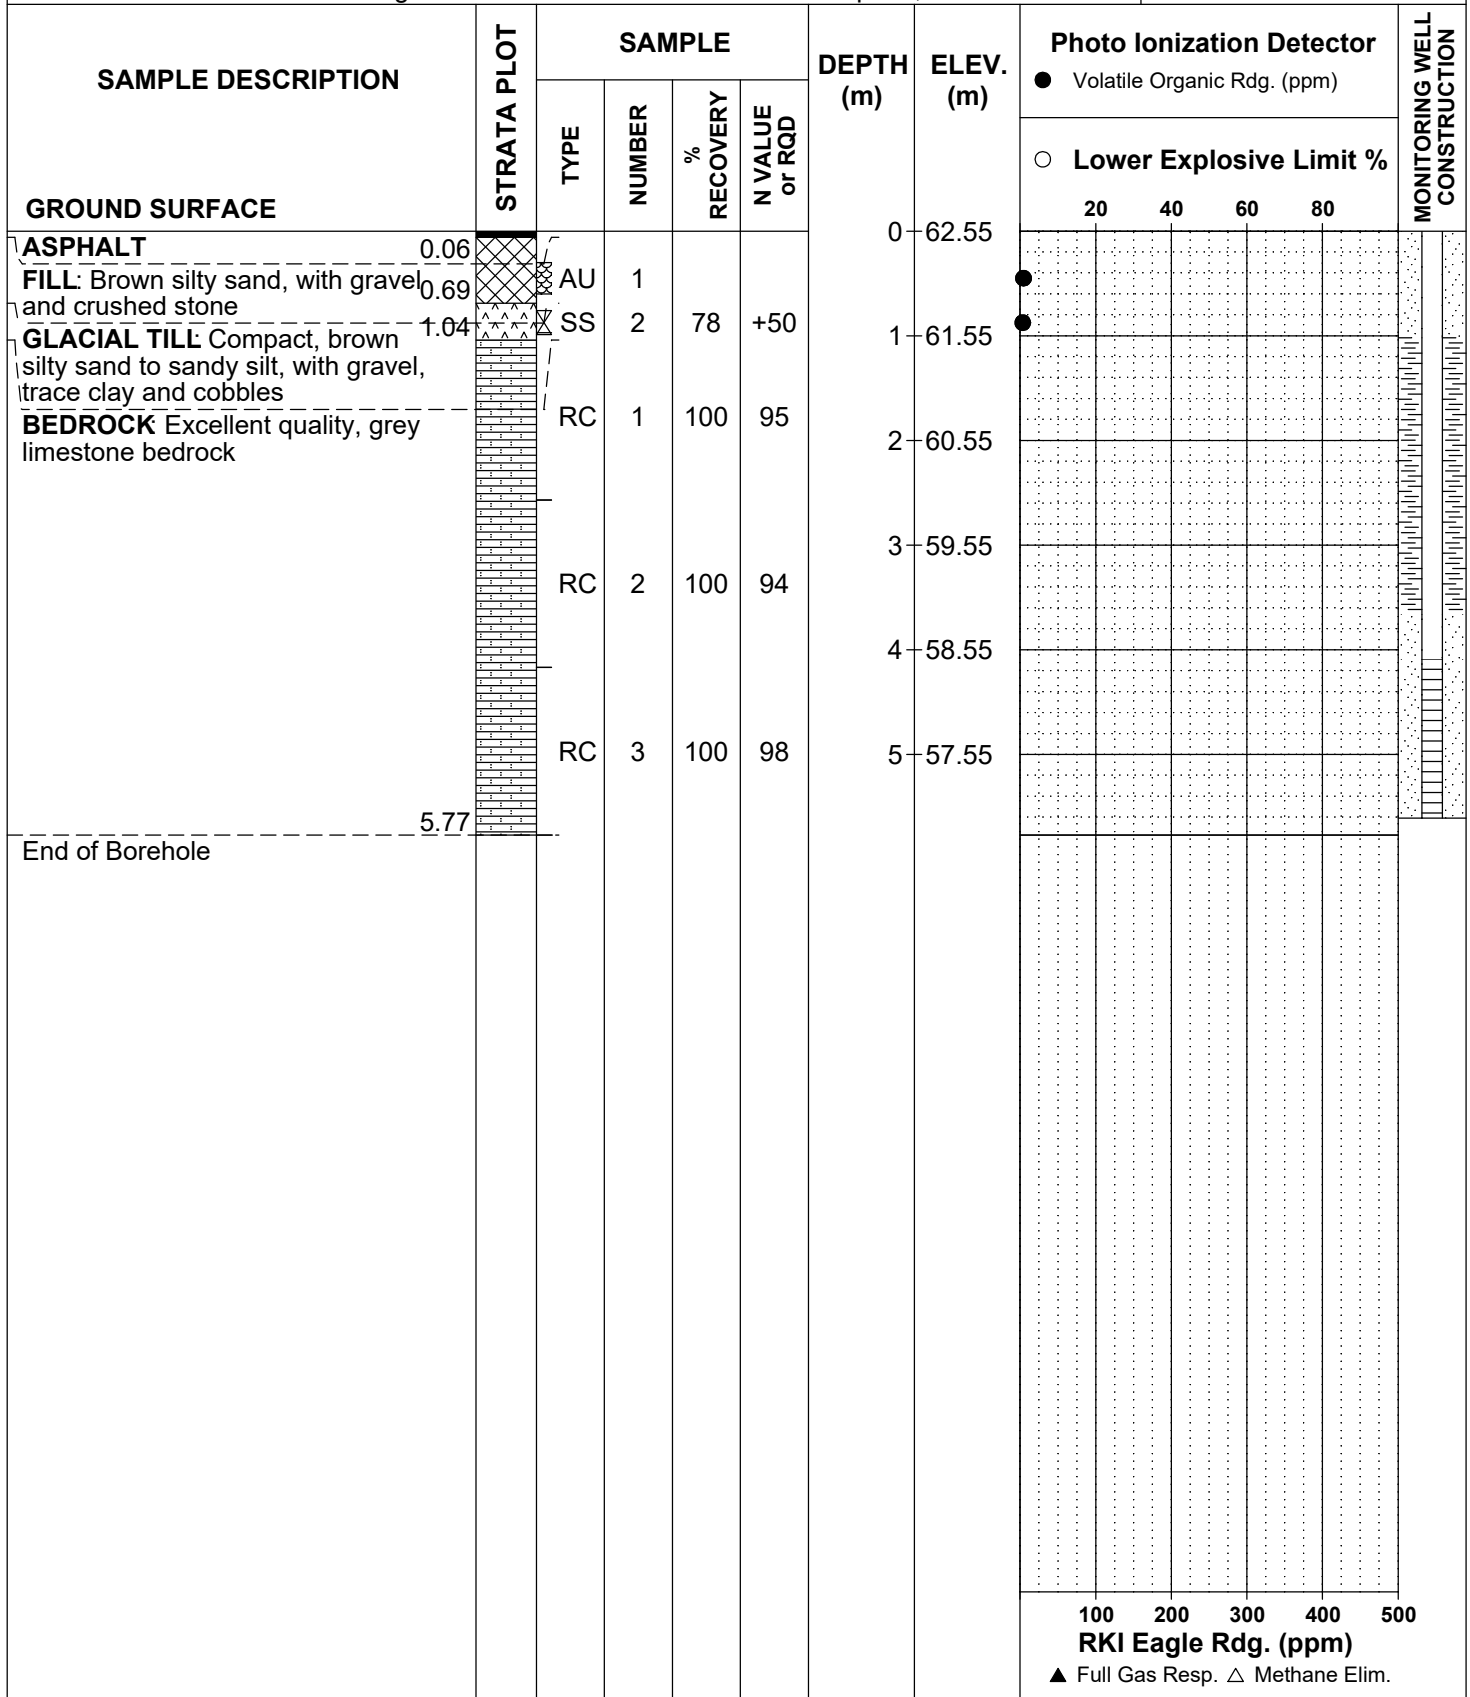 SAMPLE DESCRIPTION
STRATA PLOT
SAMPLE
TYPE
NUMBER
% RECOVERY
N VALUE or RQD
DEPTH (m)
ELEV. (m)
Photo Ionization Detector
● Volatile Organic Rdg. (ppm)
○ Lower Explosive Limit %
20 40 60 80
MONITORING WELL CONSTRUCTION
GROUND SURFACE
0 62.55
ASPHALT 0.06
FILL: Brown silty sand, with gravel
and crushed stone 0.69
AU 1
SS 2 78 +50
1.04
GLACIAL TILL: Compact, brown
silty sand to sandy silt, with gravel,
trace clay and cobbles
1 61.55
BEDROCK: Excellent quality, grey
limestone bedrock
RC 1 100 95
2 60.55
3 59.55
RC 2 100 94
4 58.55
RC 3 100 98
5 57.55
5.77
End of Borehole
100 200 300 400 500
RKI Eagle Rdg. (ppm)
▲ Full Gas Resp. △ Methane Elim.